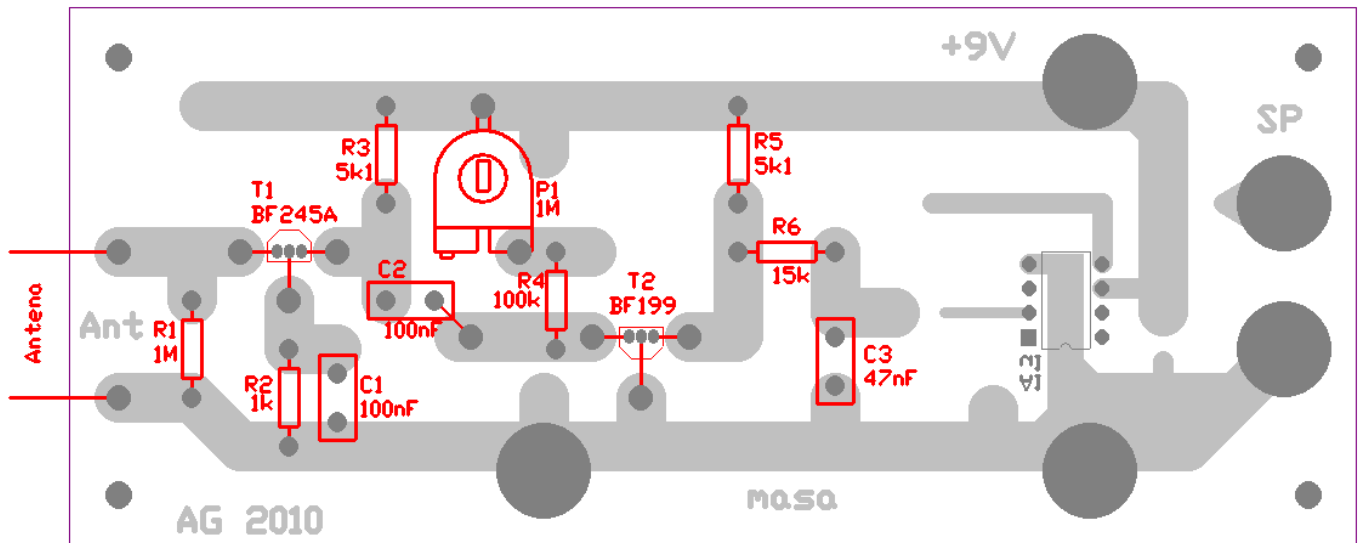 +9V
SP
R3
5k1
R5
5k1
T1
BF245A
P1
1M
R6
15k
C2
100nF
R4
100k
T2
BF199
Antena
Ant
R1
1M
R2
1k
C1
100nF
C3
47nF
masa
AG 2010